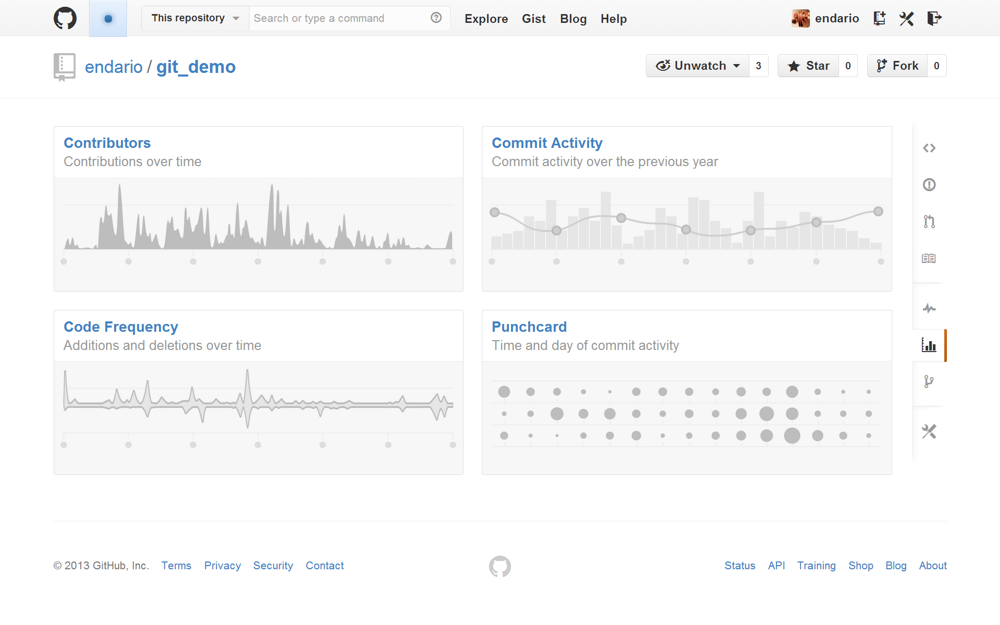 This repository Search or type a command Explore Gist Blog Help endario
endario / git_demo Unwatch 3 Star 0 Fork 0
Contributors
Contributions over time
Commit Activity
Commit activity over the previous year
Code Frequency
Additions and deletions over time
Punchcard
Time and day of commit activity
© 2013 GitHub, Inc. Terms Privacy Security Contact Status API Training Shop Blog About